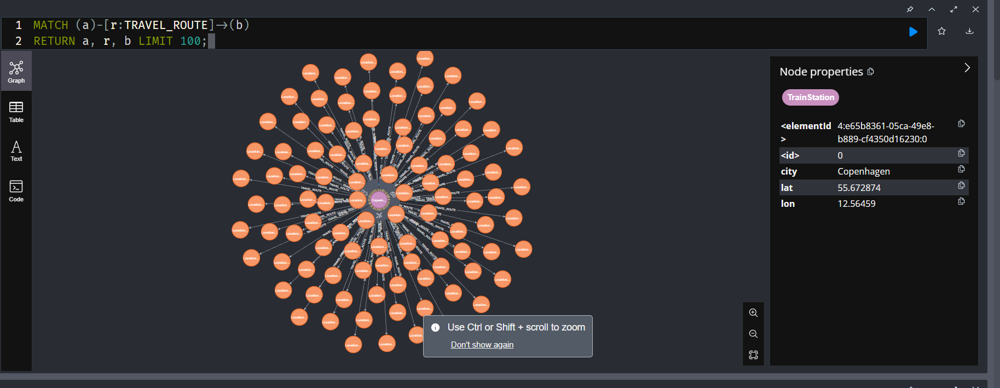 1 MATCH (a)-[r:TRAVEL_ROUTE]->(b)
2 RETURN a, r, b LIMIT 100;
Graph
Table
Text
Code
Location...
TRAVEL_ROUTE
Copenh...
Node properties
TrainStation
<elementId> 4:e65b8361-05ca-49e8-
b889-cf4350d16230:0
<id> 0
city Copenhagen
lat 55.672874
lon 12.56459
Use Ctrl or Shift + scroll to zoom
Don't show again